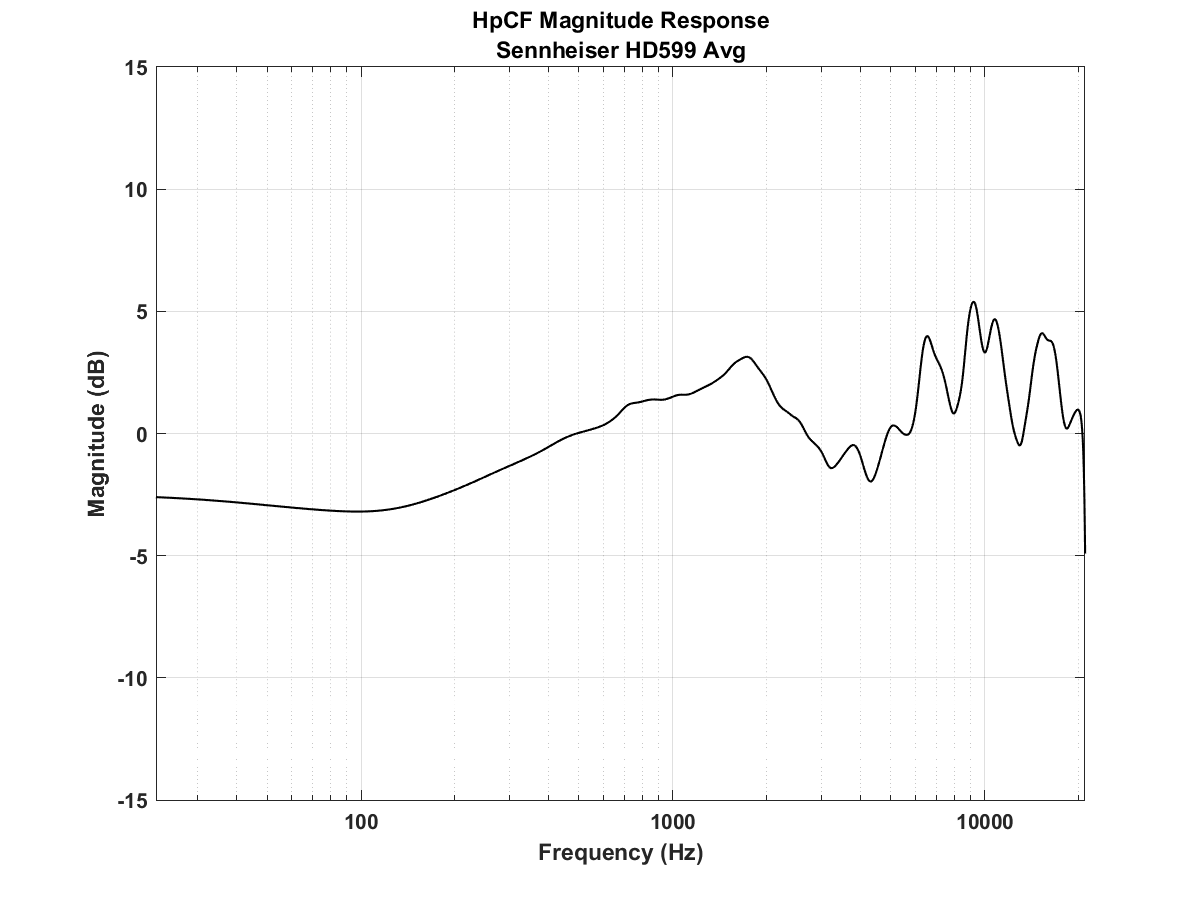 HpCF Magnitude Response
Sennheiser HD599 Avg
15
10
5
0
-5
-10
-15
Magnitude (dB)
100 1000 10000
Frequency (Hz)